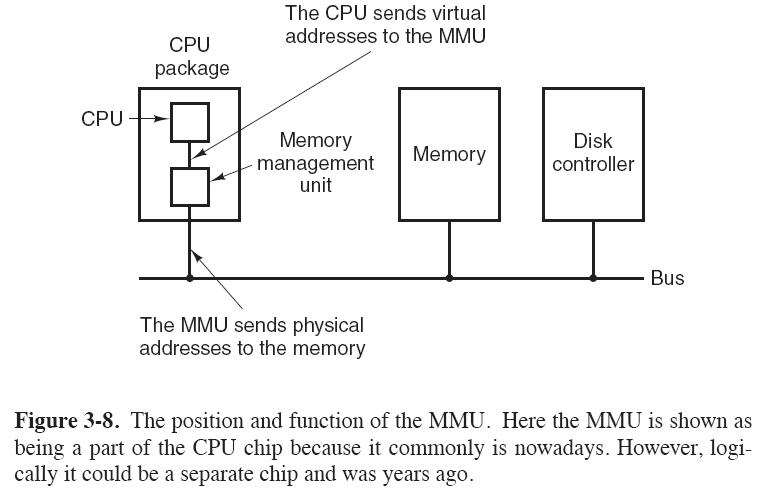 The CPU sends virtual
addresses to the MMU
CPU
package
CPU
Memory
management
unit
Memory
Disk
controller
Bus
The MMU sends physical
addresses to the memory
Figure 3-8. The position and function of the MMU. Here the MMU is shown as
being a part of the CPU chip because it commonly is nowadays. However, logi-
cally it could be a separate chip and was years ago.